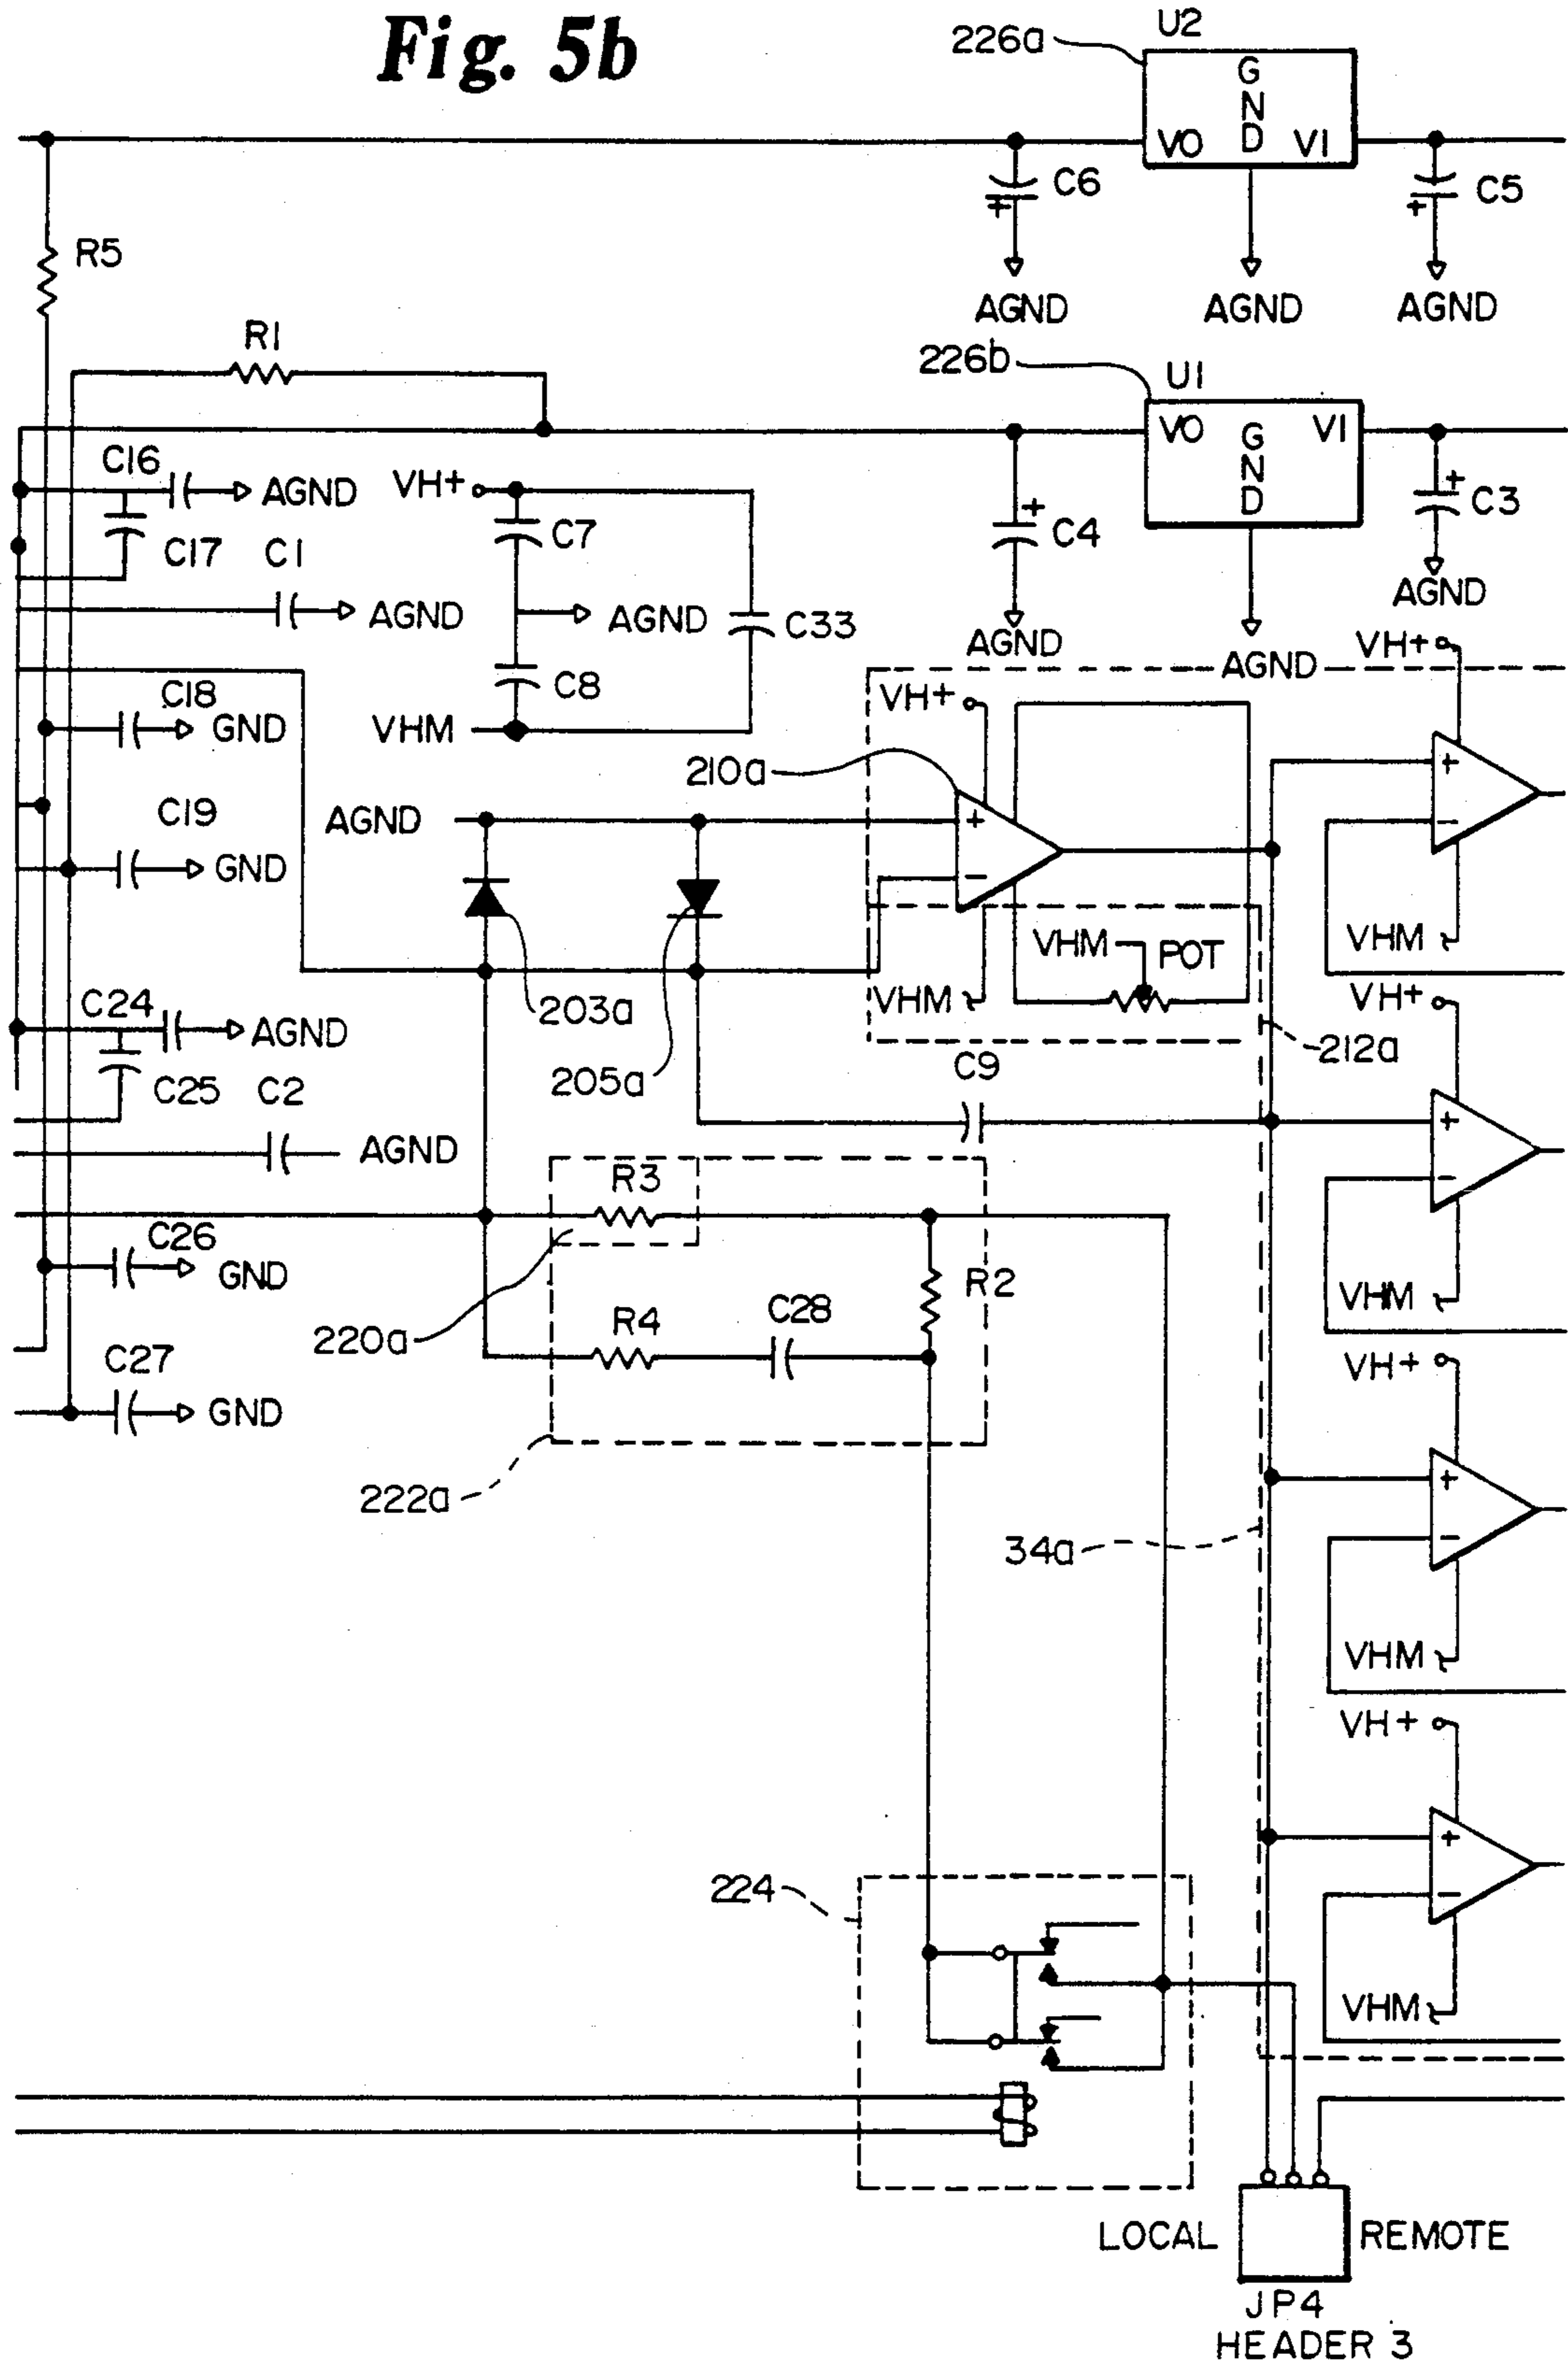 Fig. 5b
226a
U2
GND
VO
VI
C6
C5
R5
AGND
AGND
AGND
R1
226b
U1
VO
GND
VI
C16
AGND
VH+
C17
C1
C7
C4
C3
AGND
AGND
AGND
C33
AGND
AGND
VH+
C18
GND
C8
VHM
VH+
210a
+
-
+
-
C19
GND
AGND
VHM
VHM
POT
VHM
203a
C24
AGND
205a
212a
VH+
C25
C2
C9
+
-
AGND
R3
C26
GND
R2
VHM
220a
R4
C28
C27
GND
VH+
222a
+
-
34a
VHM
VH+
+
-
224
VHM
LOCAL
REMOTE
JP4
HEADER 3